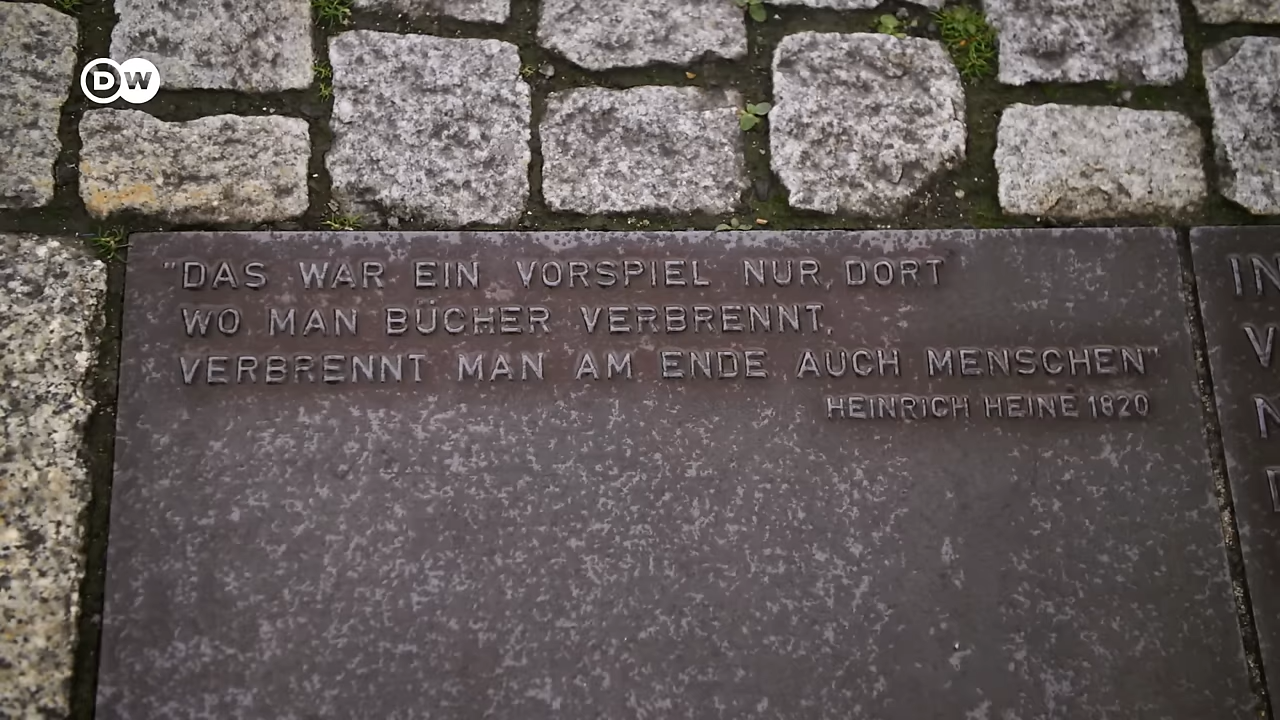 DW
"DAS WAR EIN VORSPIEL NUR, DORT
WO MAN BÜCHER VERBRENNT,
VERBRENNT MAN AM ENDE AUCH MENSCHEN"
HEINRICH HEINE 1820
IN
V